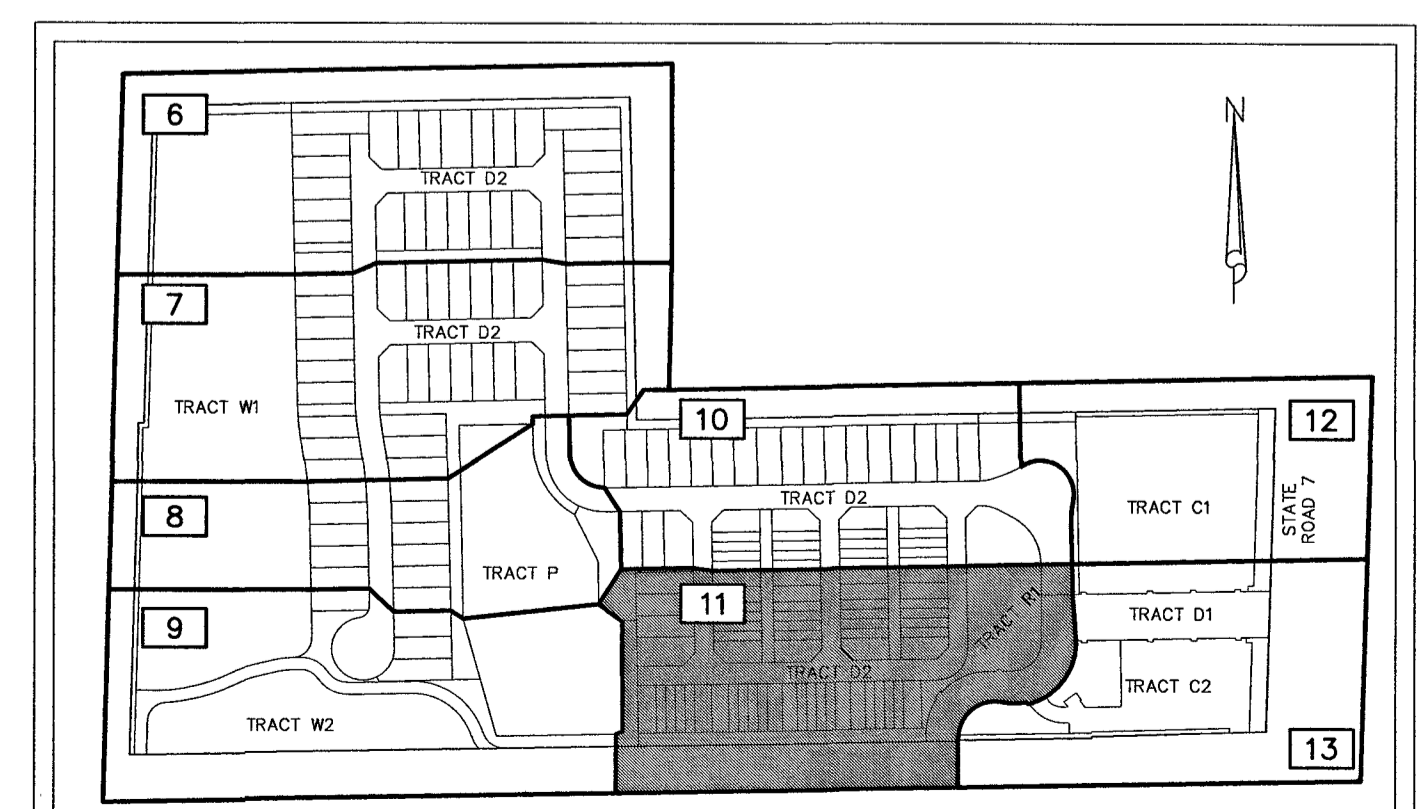 6
N
TRACT D2
7
TRACT D2
TRACT W1
10
12
TRACT D2
TRACT C1
STATE
ROAD 7
8
TRACT P
11
TRACT R1
TRACT D1
9
TRACT D2
TRACT C2
TRACT W2
13